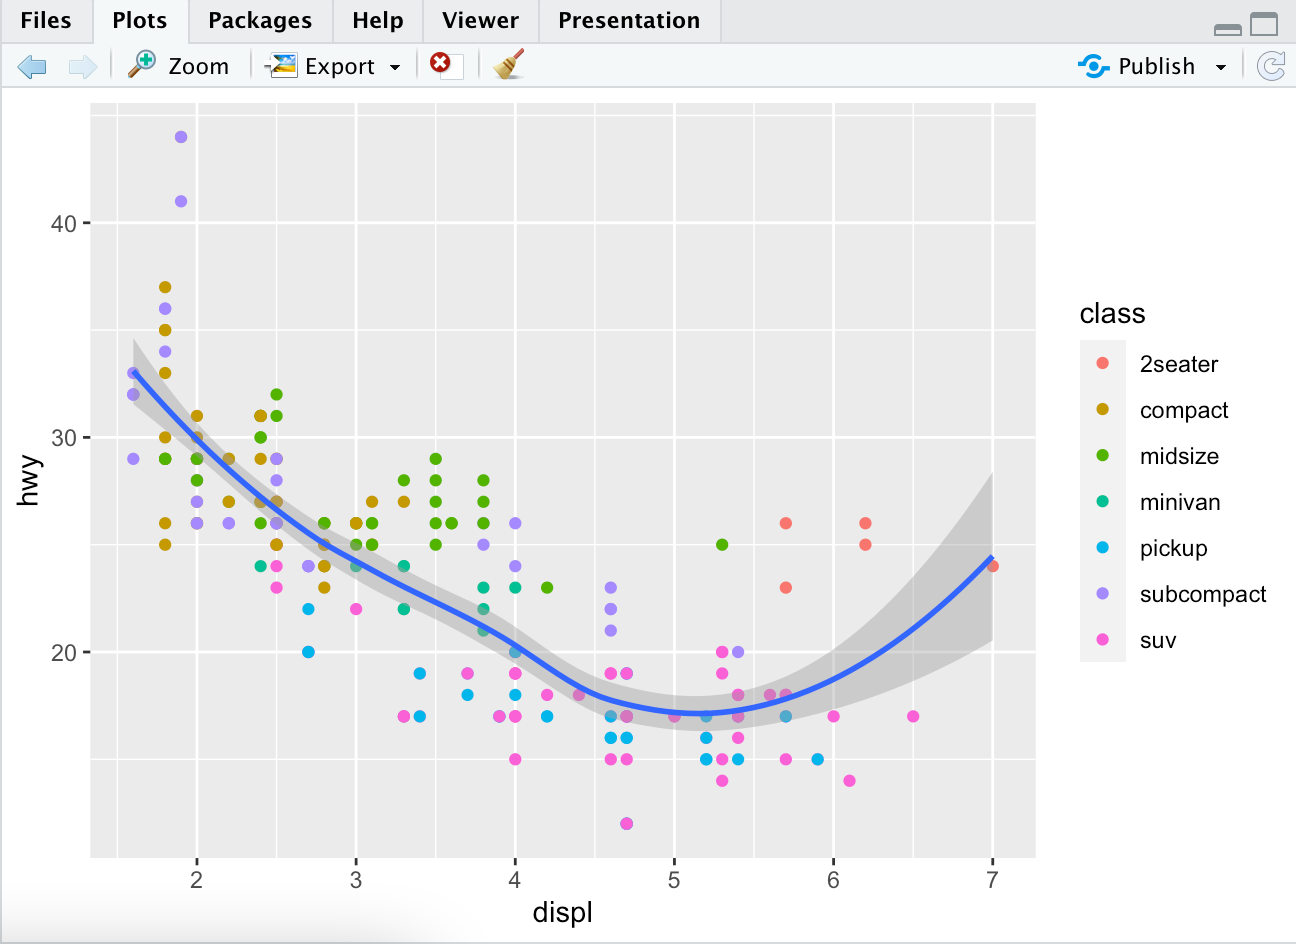 Files Plots Packages Help Viewer Presentation
Zoom Export Publish
40
30
20
hwy
2 3 4 5 6 7
displ
class
2seater
compact
midsize
minivan
pickup
subcompact
suv